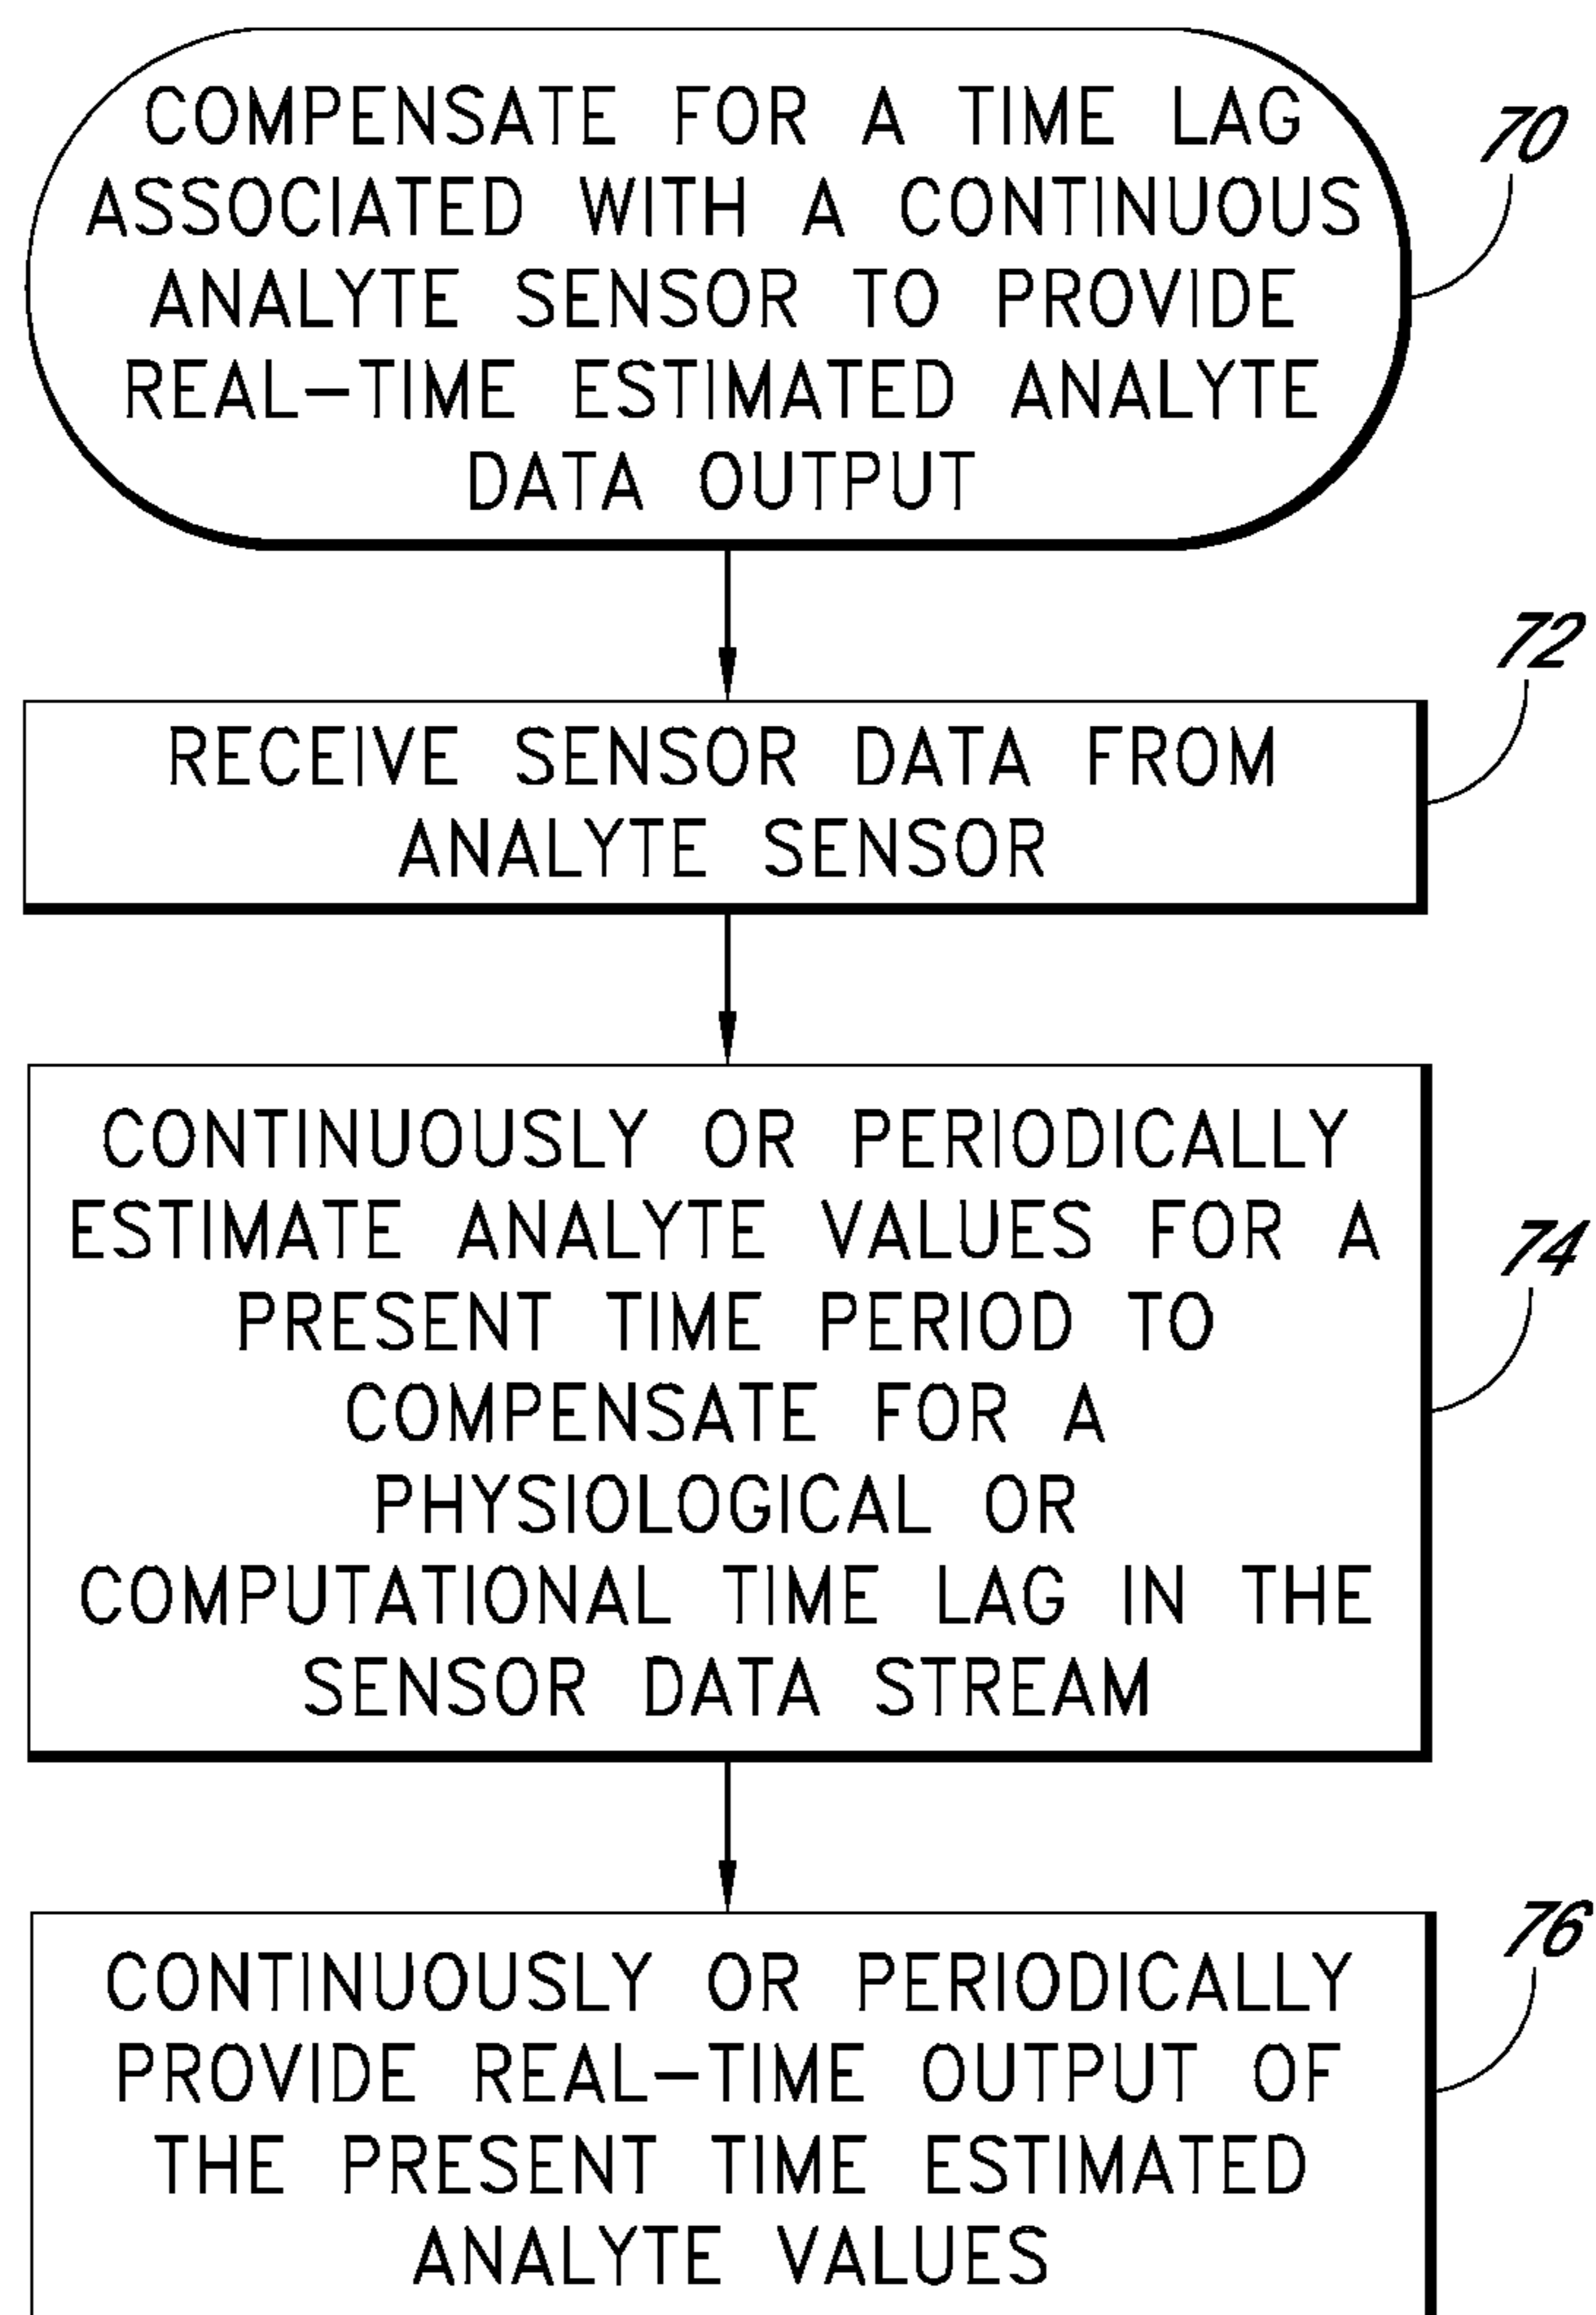 COMPENSATE FOR A TIME LAG
ASSOCIATED WITH A CONTINUOUS
ANALYTE SENSOR TO PROVIDE
REAL-TIME ESTIMATED ANALYTE
DATA OUTPUT
70
72
RECEIVE SENSOR DATA FROM
ANALYTE SENSOR
74
CONTINUOUSLY OR PERIODICALLY
ESTIMATE ANALYTE VALUES FOR A
PRESENT TIME PERIOD TO
COMPENSATE FOR A
PHYSIOLOGICAL OR
COMPUTATIONAL TIME LAG IN THE
SENSOR DATA STREAM
76
CONTINUOUSLY OR PERIODICALLY
PROVIDE REAL-TIME OUTPUT OF
THE PRESENT TIME ESTIMATED
ANALYTE VALUES